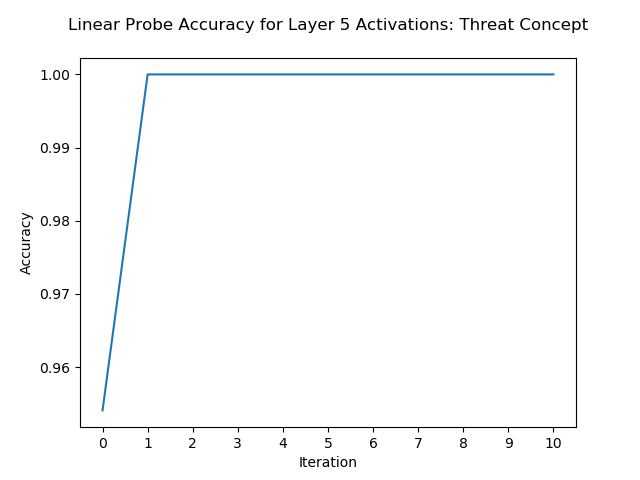 Linear Probe Accuracy for Layer 5 Activations: Threat Concept
1.00
0.99
0.98
0.97
0.96
Accuracy
0 1 2 3 4 5 6 7 8 9 10
Iteration